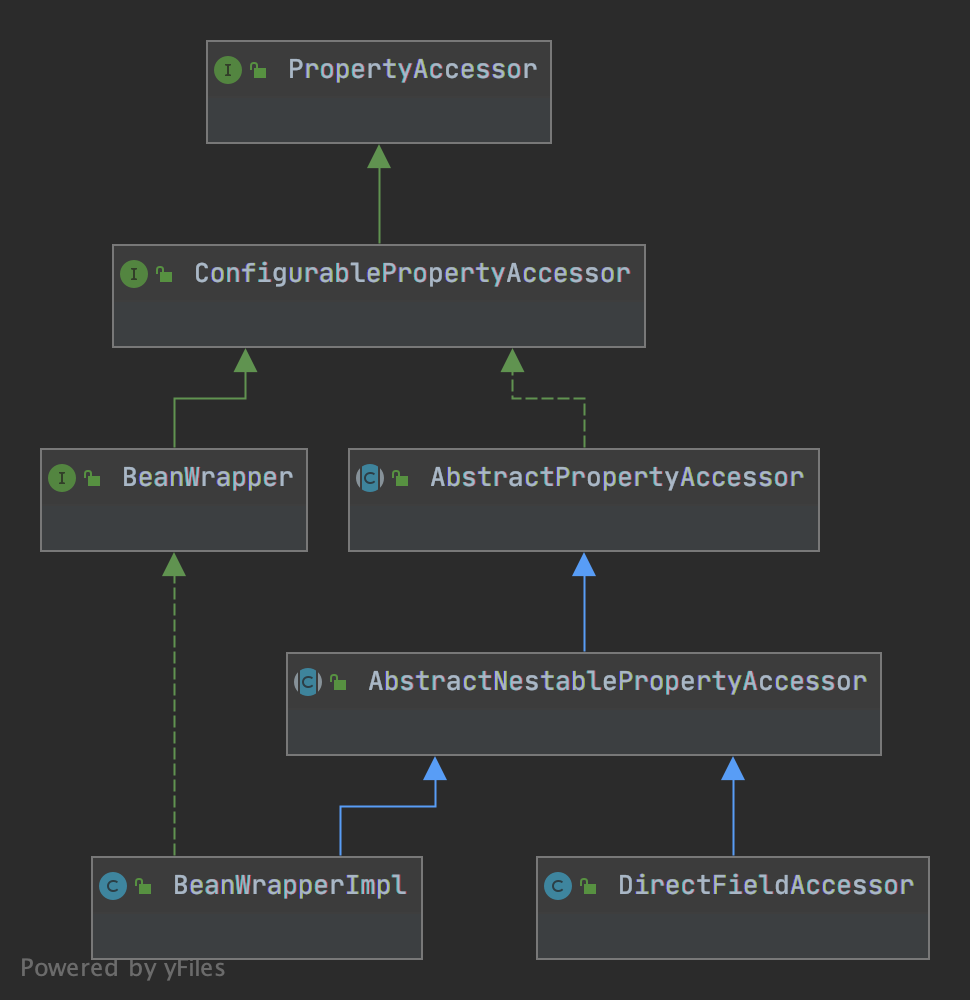 PropertyAccessor
ConfigurablePropertyAccessor
BeanWrapper
AbstractPropertyAccessor
AbstractNestablePropertyAccessor
BeanWrapperImpl
DirectFieldAccessor
Powered by yFiles